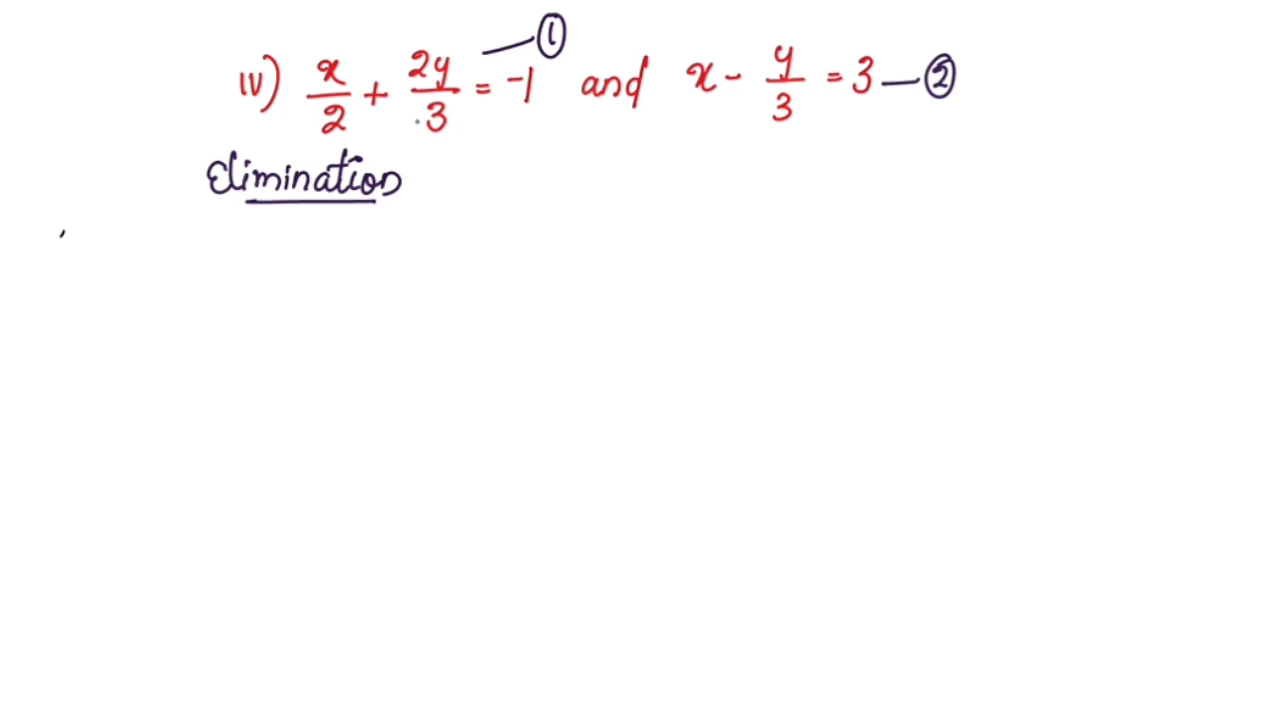 iv) x/2 + 2y/3 = -1 — ① and x - y/3 = 3 — ②
Elimination